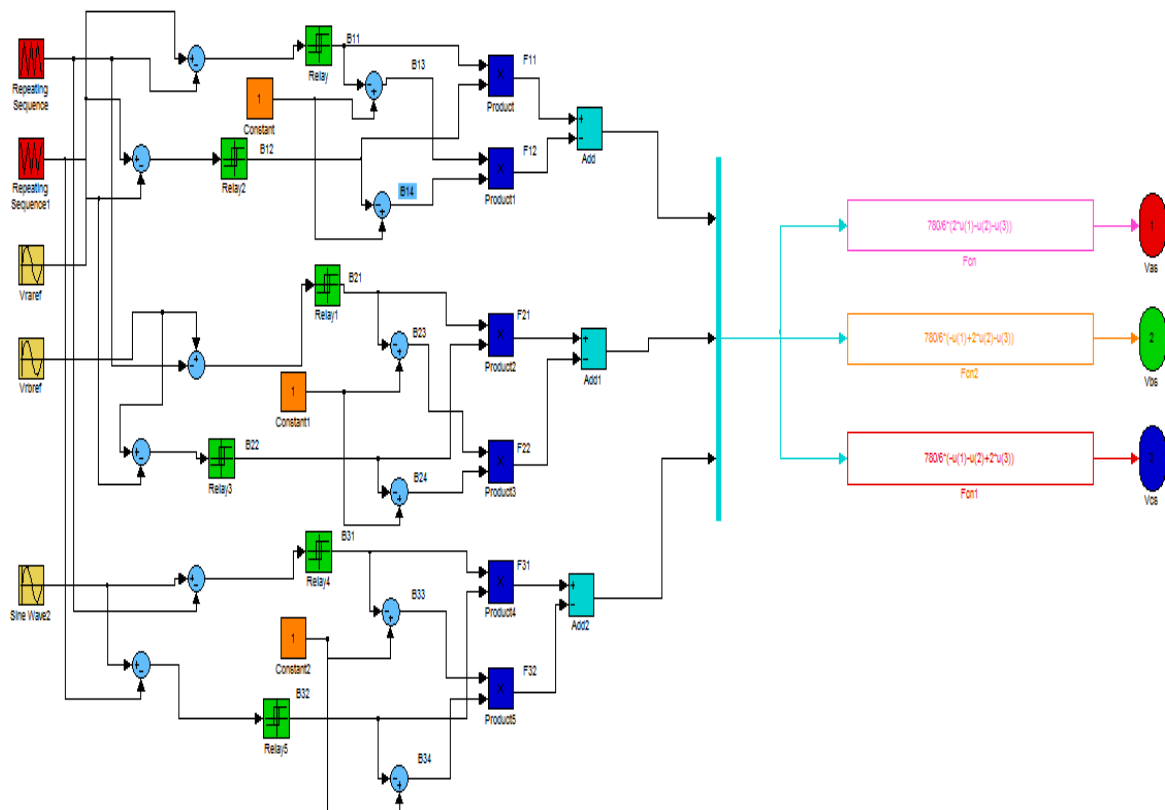 Repeating
Sequence
Repeating
Sequence1
Vraref
Vrbref
Sine Wave2
Relay
B11
B13
1
Constant
Relay2
B12
B14
X
Product
F11
X
Product1
F12
+
-
Add
Relay1
B21
B23
1
Constant1
Relay3
B22
B24
X
Product2
F21
X
Product3
F22
+
-
Add1
Relay4
B31
B33
1
Constant2
Relay5
B32
B34
X
Product4
F31
X
Product5
F32
+
-
Add2
780/6*(2*u(1)-u(2)-u(3))
Fcn
780/6*(-u(1)+2*u(2)-u(3))
Fcn2
780/6*(-u(1)-u(2)+2*u(3))
Fcn1
1
Vas
2
Vbs
3
Vcs